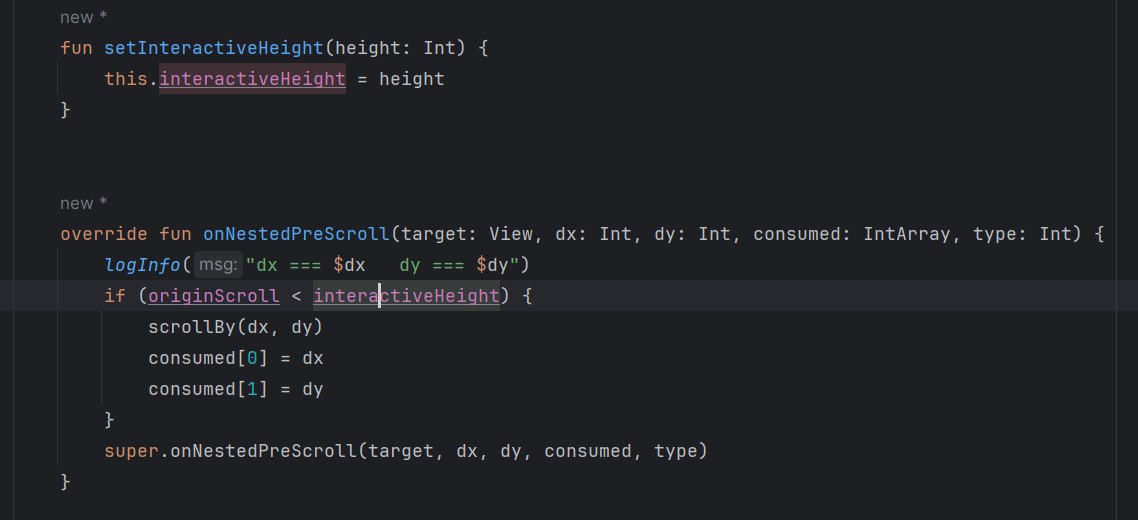 new *
fun setInteractiveHeight(height: Int) {
    this.interactiveHeight = height
}
new *
override fun onNestedPreScroll(target: View, dx: Int, dy: Int, consumed: IntArray, type: Int) {
    logInfo( msg: "dx === $dx   dy === $dy")
    if (originScroll < interactiveHeight) {
        scrollBy(dx, dy)
        consumed[0] = dx
        consumed[1] = dy
    }
    super.onNestedPreScroll(target, dx, dy, consumed, type)
}